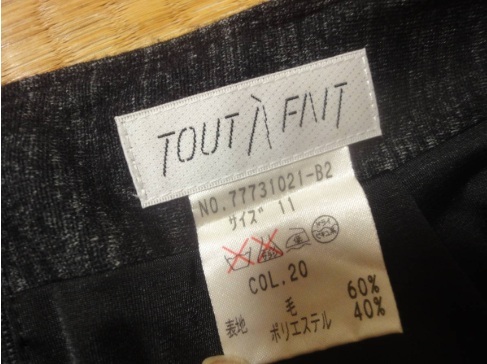 TOUT À FAIT
NO.77731021-B2
サイズ 11
COL.20
表地 毛 60%
ポリエステル 40%